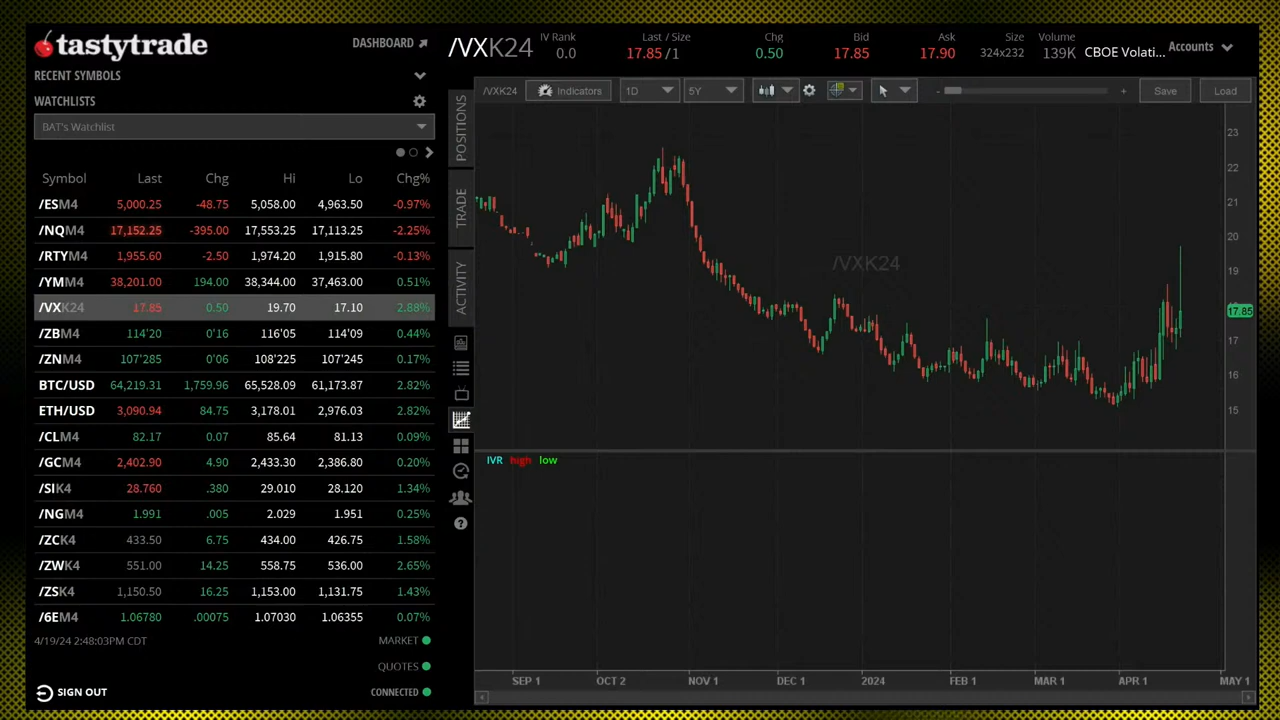 tastytrade
DASHBOARD
RECENT SYMBOLS
WATCHLISTS
BAT's Watchlist
Symbol Last Chg Hi Lo Chg%
/ESM4 5,000.25 -48.75 5,058.00 4,963.50 -0.97%
/NQM4 17,152.25 -395.00 17,553.25 17,113.25 -2.25%
/RTYM4 1,955.60 -2.50 1,974.20 1,915.80 -0.13%
/YMM4 38,201.00 194.00 38,344.00 37,463.00 0.51%
/VXK24 17.85 0.50 19.70 17.10 2.88%
/ZBM4 114'20 0'16 116'05 114'09 0.44%
/ZNM4 107'285 0'06 108'225 107'245 0.17%
BTC/USD 64,219.31 1,759.96 65,528.09 61,173.87 2.82%
ETH/USD 3,090.94 84.75 3,178.01 2,976.03 2.82%
/CLM4 82.17 0.07 85.64 81.13 0.09%
/GCM4 2,402.90 4.90 2,433.30 2,386.80 0.20%
/SIK4 28.760 .380 29.010 28.120 1.34%
/NGM4 1.991 .005 2.029 1.951 0.25%
/ZCK4 433.50 6.75 434.00 426.75 1.58%
/ZWK4 551.00 14.25 558.75 536.00 2.65%
/ZSK4 1,150.50 16.25 1,153.00 1,131.75 1.43%
/6EM4 1.06780 .00075 1.07030 1.06355 0.07%
4/19/24 2:48:03PM CDT
MARKET
QUOTES
SIGN OUT
CONNECTED
POSITIONS
TRADE
ACTIVITY
/VXK24
IV Rank Last / Size Chg Bid Ask Size Volume
0.0 17.85 / 1 0.50 17.85 17.90 324x232 139K CBOE Volati...
Accounts
/VXK24 Indicators 1D 5Y - + Save Load
/VXK24
23
22
21
20
19
17.85
17
16
15
IVR high low
SEP 1 OCT 2 NOV 1 DEC 1 2024 FEB 1 MAR 1 APR 1 MAY 1